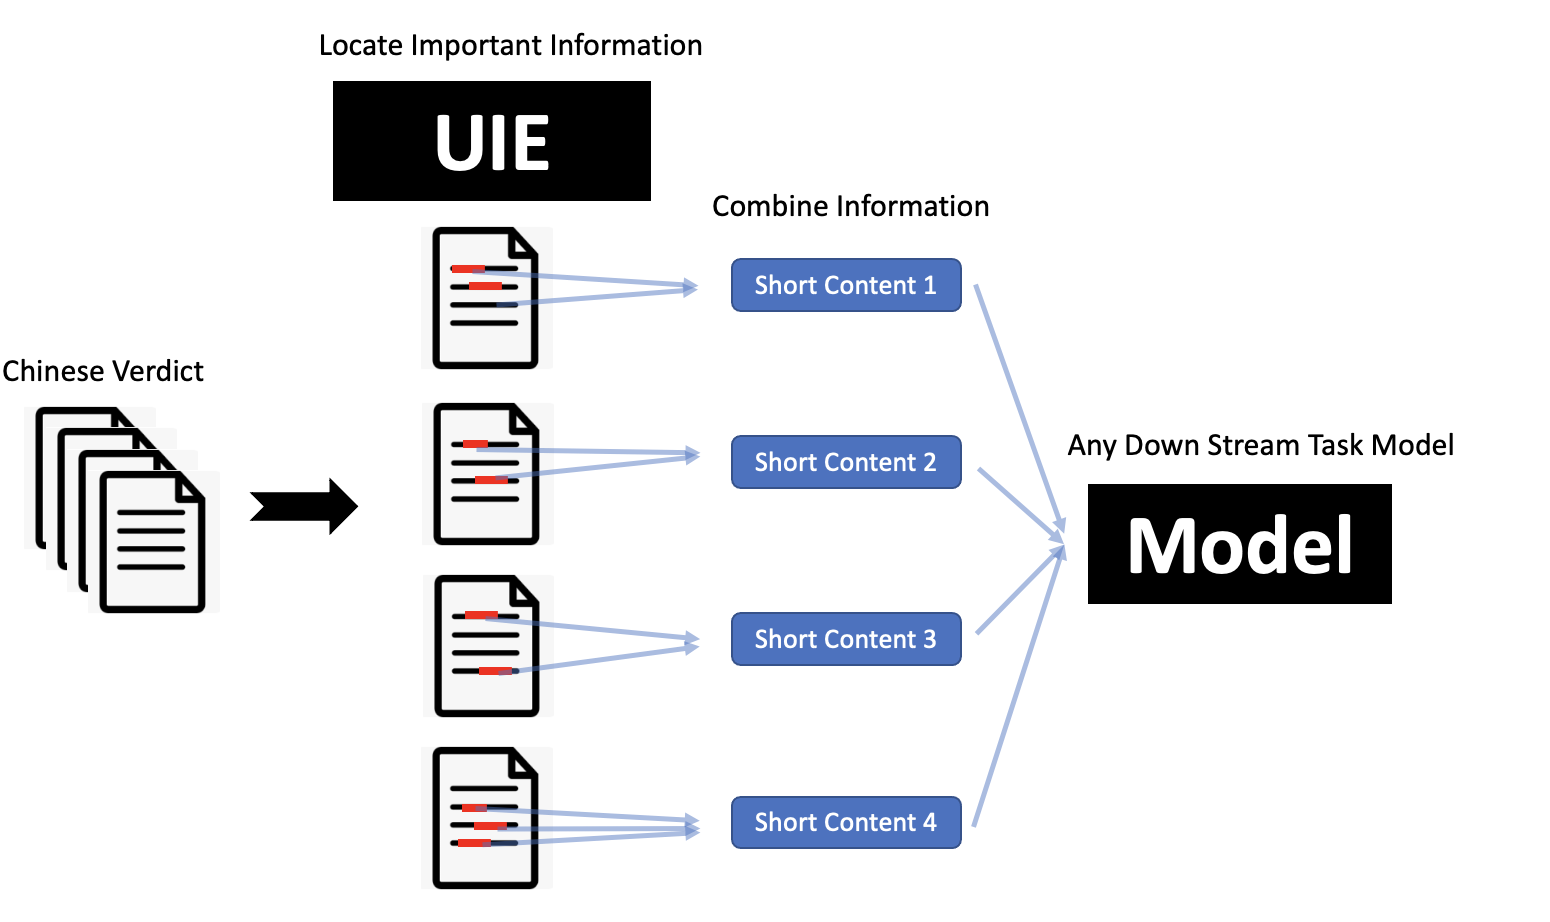 Locate Important Information
UIE
Combine Information
Short Content 1
Chinese Verdict
Short Content 2
Any Down Stream Task Model
Model
Short Content 3
Short Content 4